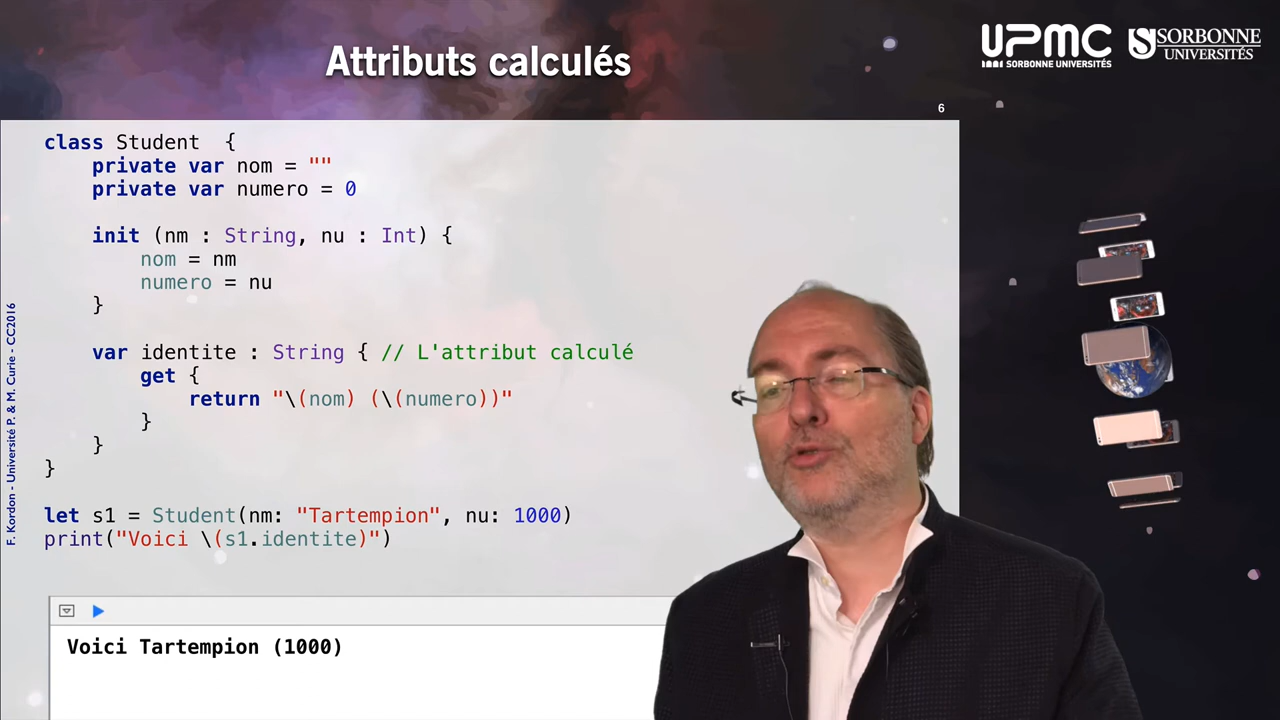 Attributs calculés
UPMC
SORBONNE UNIVERSITÉS
SORBONNE
UNIVERSITÉS
6
class Student  {
    private var nom = ""
    private var numero = 0
    init (nm : String, nu : Int) {
        nom = nm
        numero = nu
    }
    var identite : String { // L'attribut calculé
        get {
            return "\(nom) (\(numero))"
        }
    }
}
let s1 = Student(nm: "Tartempion", nu: 1000)
print("Voici \(s1.identite)")
Voici Tartempion (1000)
F. Kordon - Université P. & M. Curie - CC2016